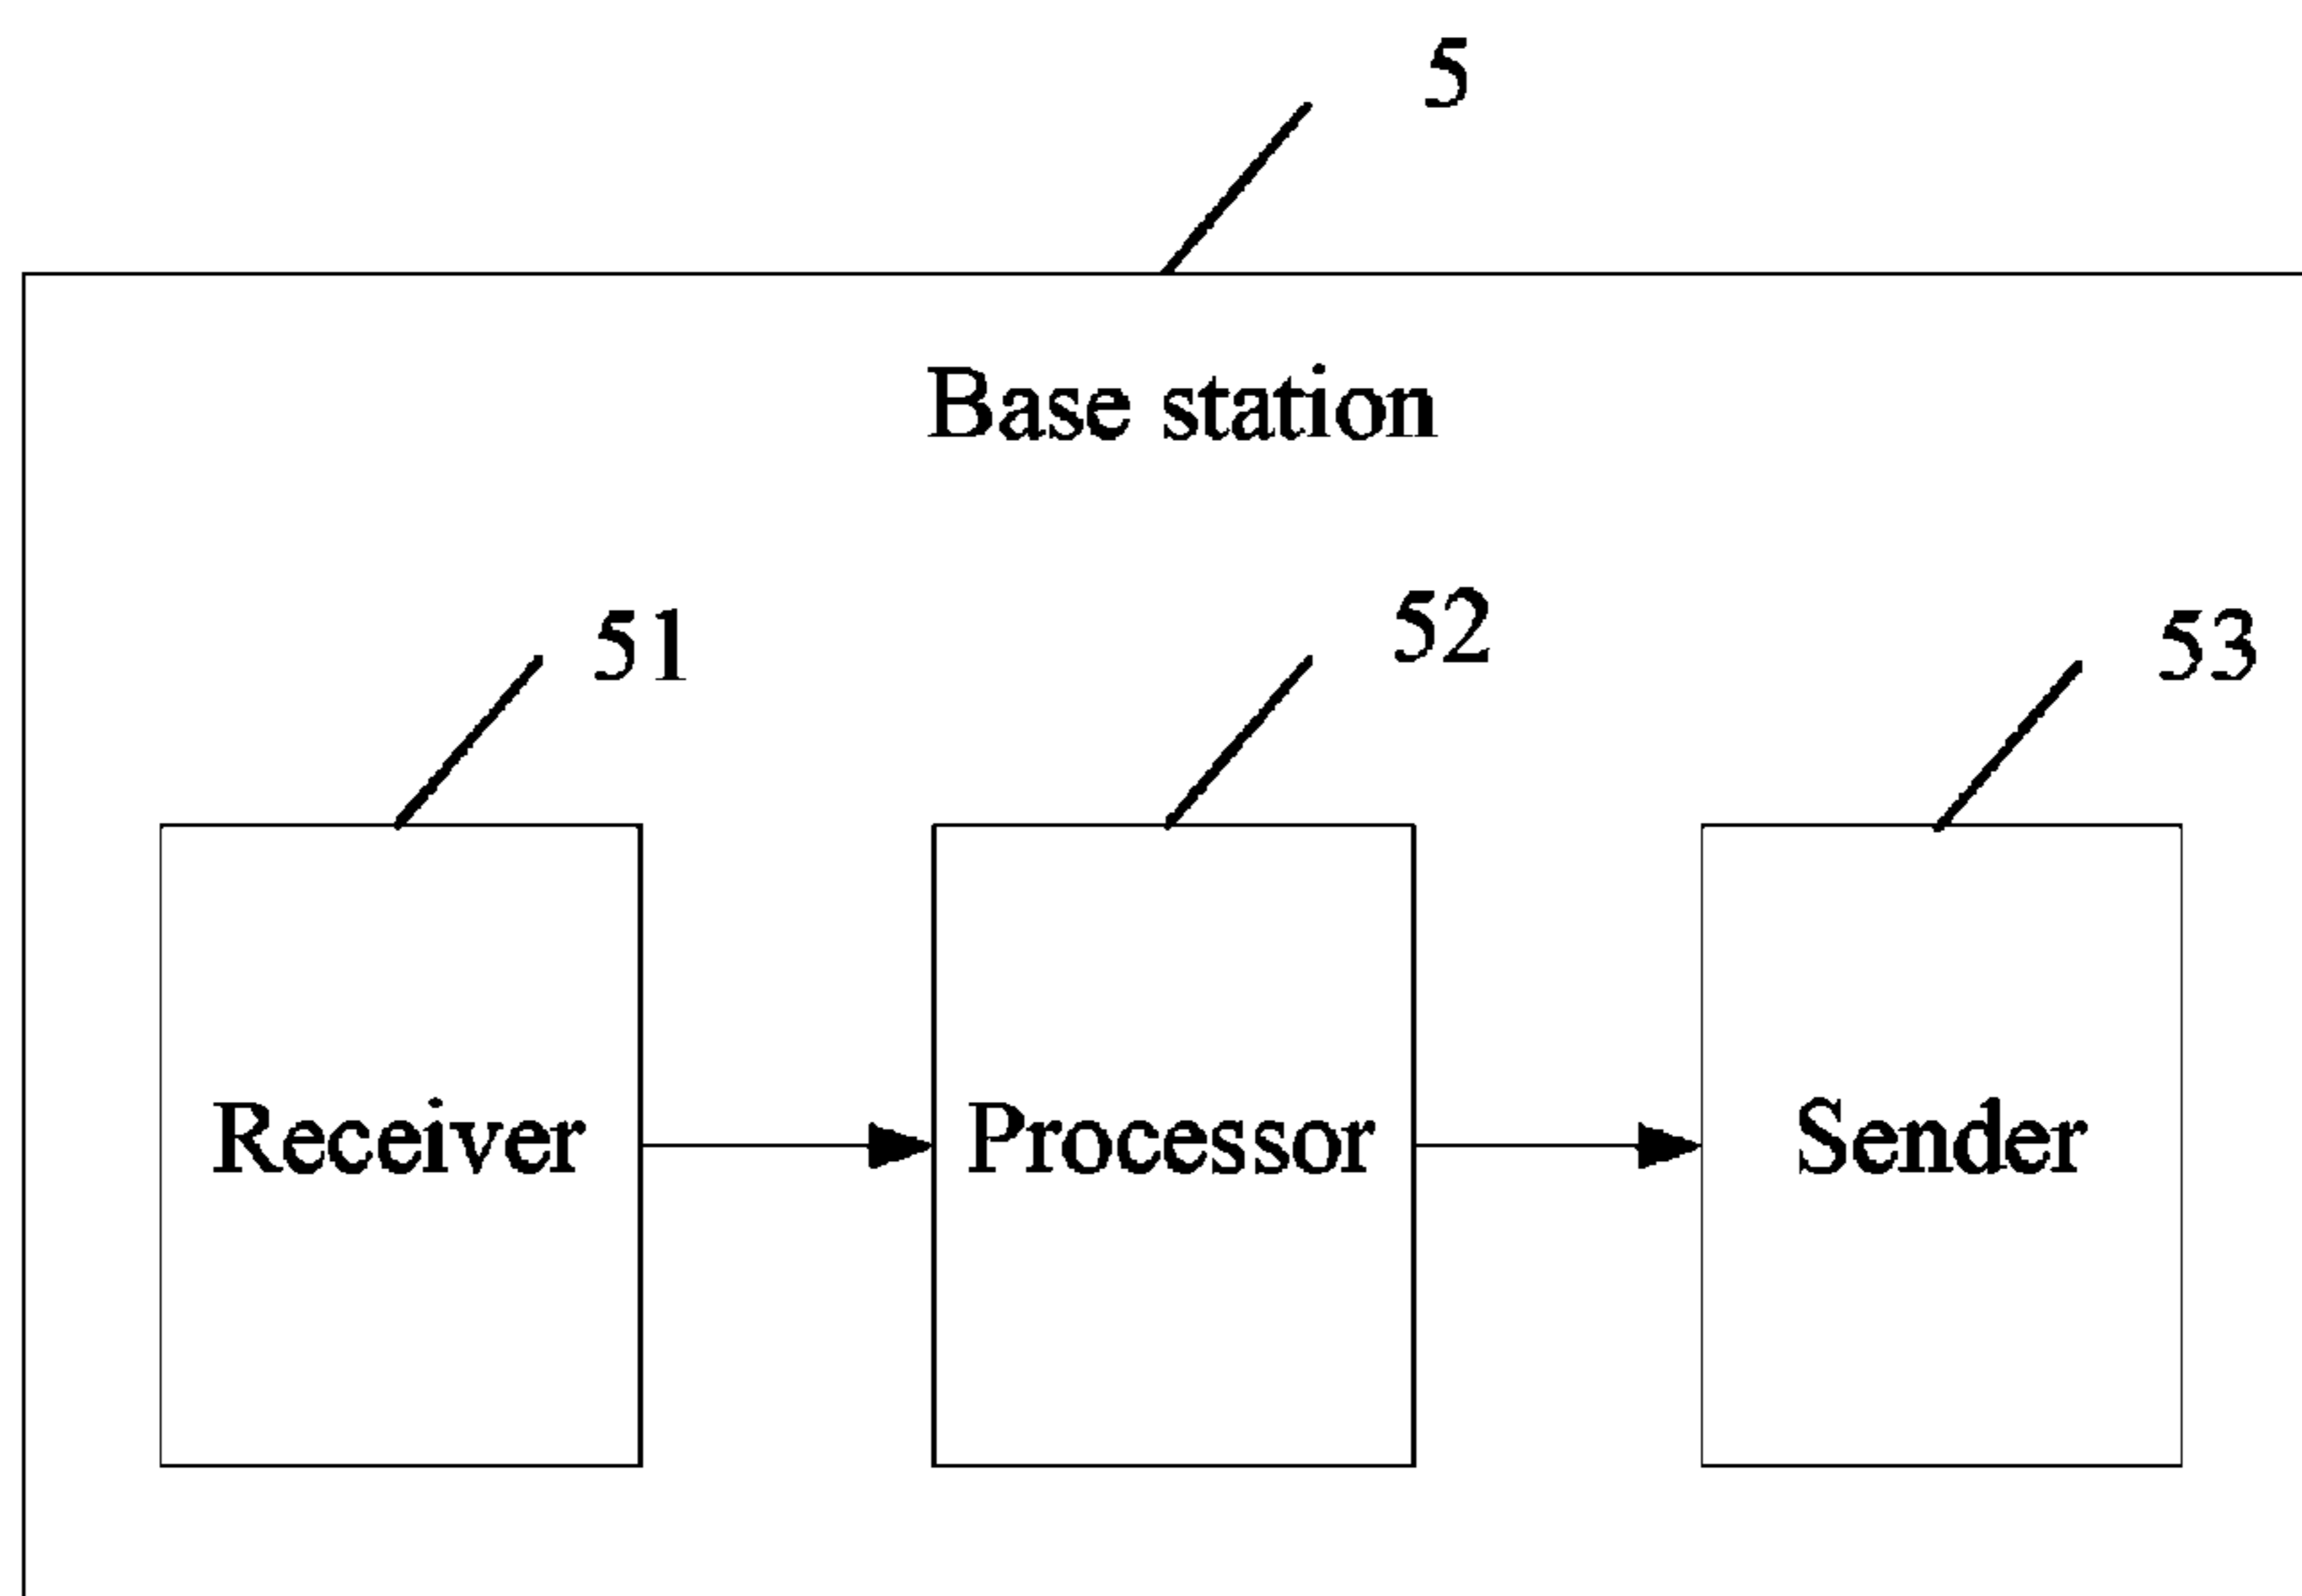 5
Base station
51
52
53
Receiver
Processor
Sender